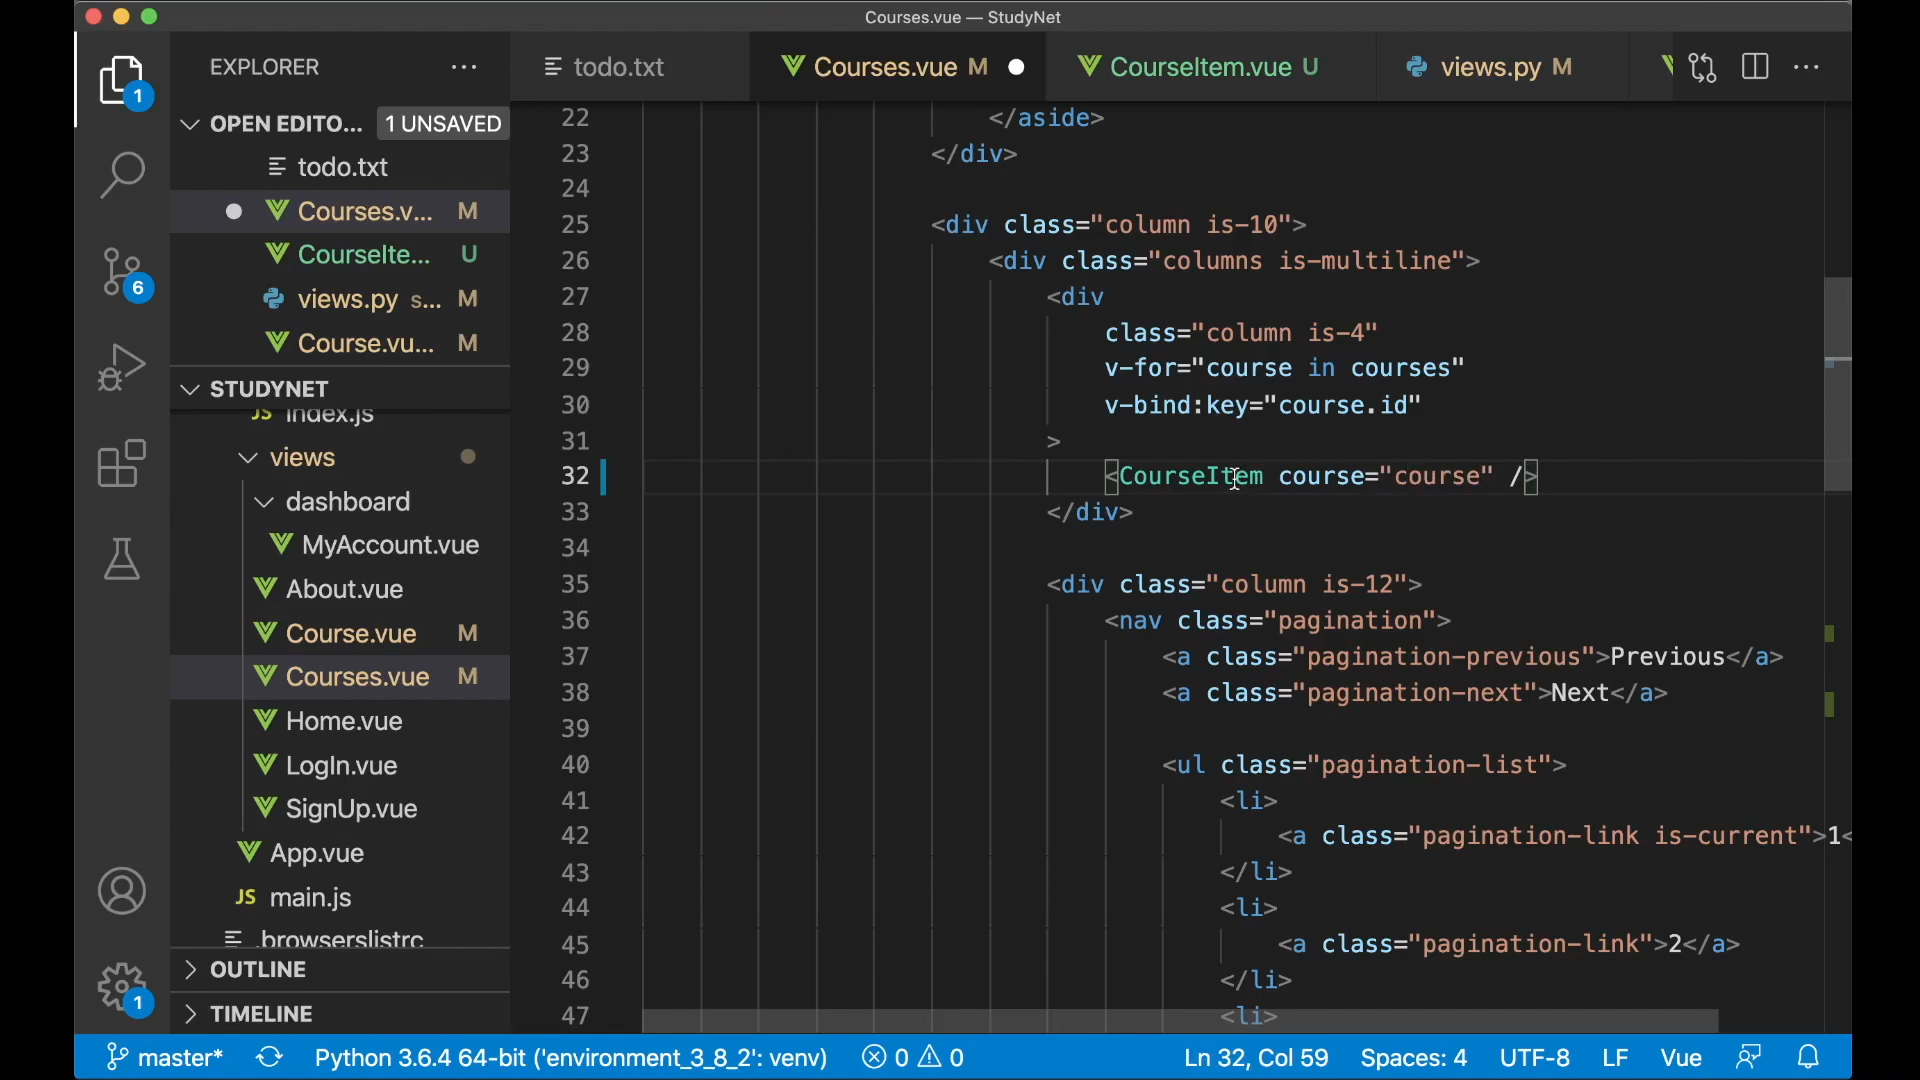 Courses.vue — StudyNet
EXPLORER
todo.txt
Courses.vue M
CourseItem.vue U
views.py M
1
OPEN EDITO... 1 UNSAVED
todo.txt
Courses.v... M
CourseIte... U
views.py s... M
Course.vu... M
6
STUDYNET
JS index.js
views
dashboard
MyAccount.vue
About.vue
Course.vue M
Courses.vue M
Home.vue
LogIn.vue
SignUp.vue
App.vue
JS main.js
.browserslistrc
OUTLINE
TIMELINE
1
22 </aside>
23 </div>
24
25 <div class="column is-10">
26 <div class="columns is-multiline">
27 <div
28 class="column is-4"
29 v-for="course in courses"
30 v-bind:key="course.id"
31 >
32 <CourseItem course="course" />
33 </div>
34
35 <div class="column is-12">
36 <nav class="pagination">
37 <a class="pagination-previous">Previous</a>
38 <a class="pagination-next">Next</a>
39
40 <ul class="pagination-list">
41 <li>
42 <a class="pagination-link is-current">1<
43 </li>
44 <li>
45 <a class="pagination-link">2</a>
46 </li>
47 <li>
master* Python 3.6.4 64-bit ('environment_3_8_2': venv) 0 0 Ln 32, Col 59 Spaces: 4 UTF-8 LF Vue